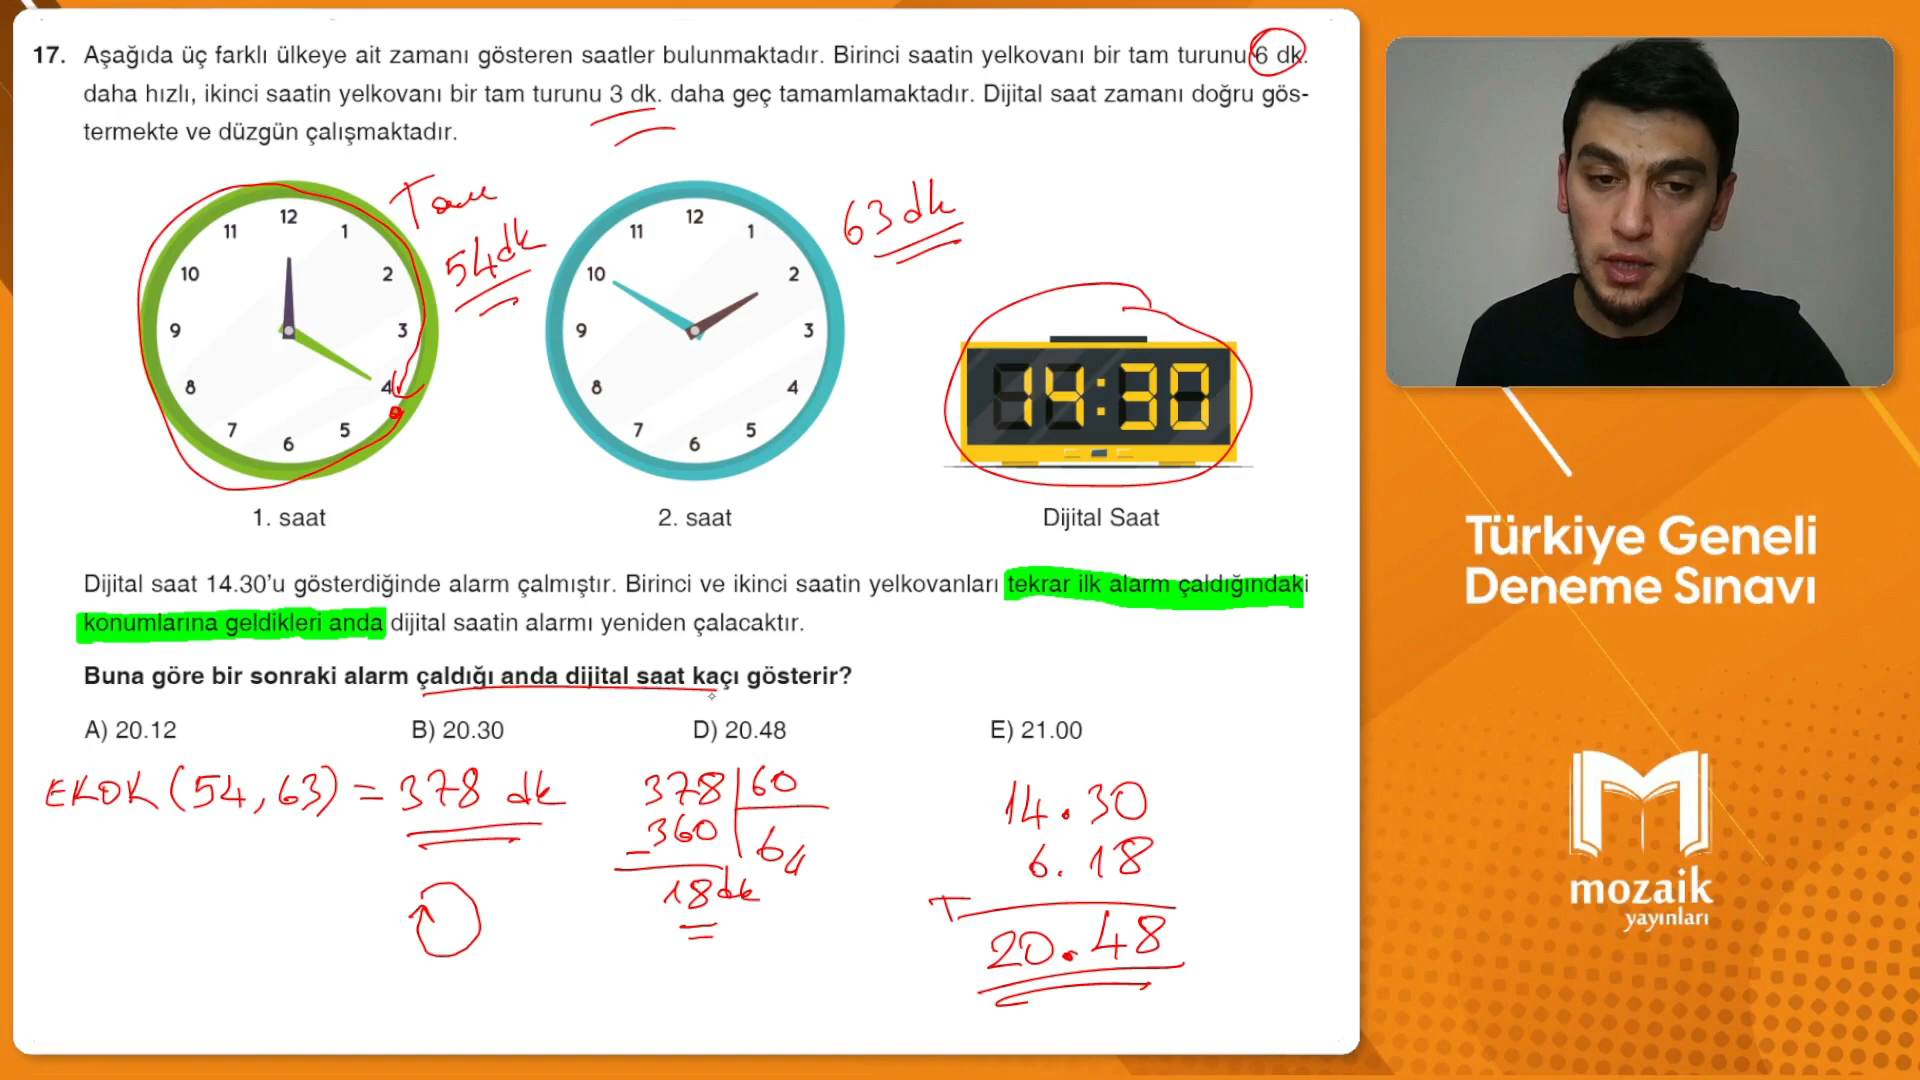 17. Aşağıda üç farklı ülkeye ait zamanı gösteren saatler bulunmaktadır. Birinci saatin yelkovanı bir tam turunu 6 dk.
daha hızlı, ikinci saatin yelkovanı bir tam turunu 3 dk. daha geç tamamlamaktadır. Dijital saat zamanı doğru gös-
termekte ve düzgün çalışmaktadır.
12 1 2 3 4 5 6 7 8 9 10 11
Tam
54 dk
12 1 2 3 4 5 6 7 8 9 10 11
63 dk
14:30
1. saat
2. saat
Dijital Saat
Dijital saat 14.30'u gösterdiğinde alarm çalmıştır. Birinci ve ikinci saatin yelkovanları tekrar ilk alarm çaldığındaki
konumlarına geldikleri anda dijital saatin alarmı yeniden çalacaktır.
Buna göre bir sonraki alarm çaldığı anda dijital saat kaçı gösterir?
A) 20.12
B) 20.30
D) 20.48
E) 21.00
EKOK (54, 63) = 378 dk
378 60
-360 6
18 dk
14.30
6.18
+
20.48
Türkiye Geneli
Deneme Sınavı
mozaik
yayınları